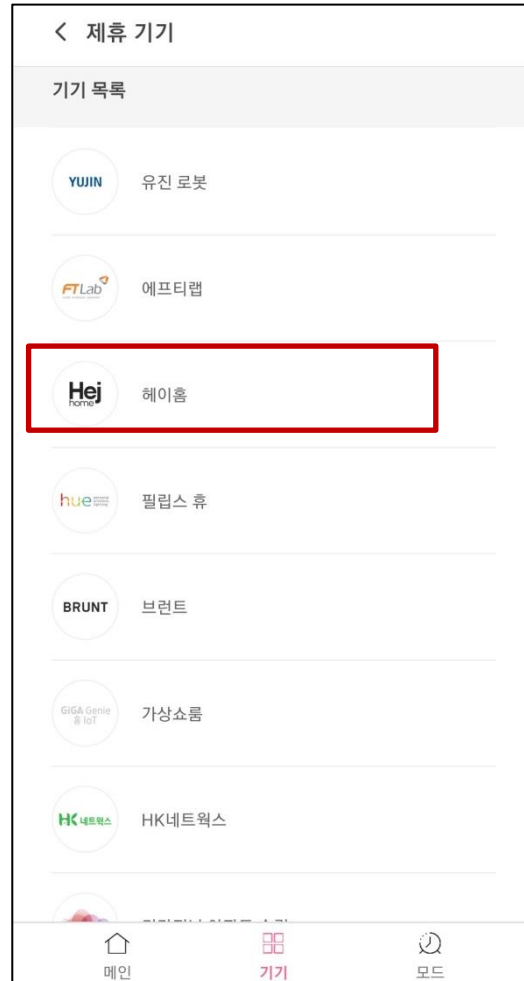 제휴 기기
기기 목록
YUJIN
유진 로봇
FTLab
에프티랩
Hej
home
헤이홈
hue
필립스 휴
BRUNT
브런트
GiGA Genie
홈 IoT
가상쇼룸
HK네트웍스
HK네트웍스
메인
기기
모드